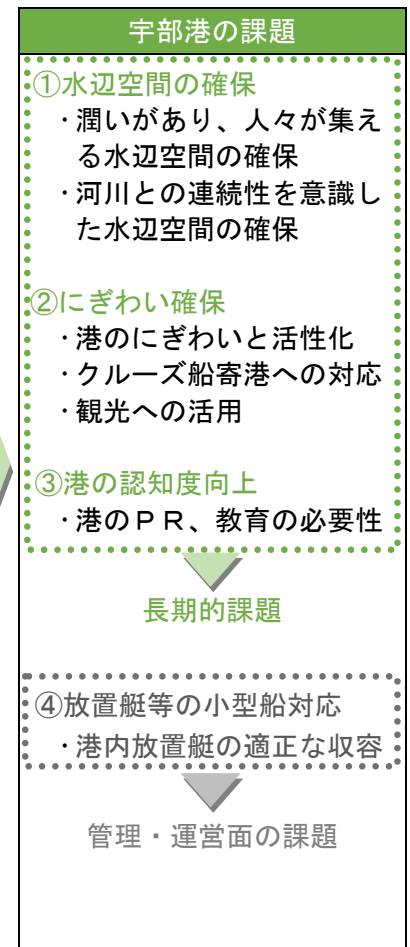 宇部港の課題
①水辺空間の確保
・潤いがあり、人々が集え
る水辺空間の確保
・河川との連続性を意識し
た水辺空間の確保
②にぎわい確保
・港のにぎわいと活性化
・クルーズ船寄港への対応
・観光への活用
③港の認知度向上
・港のＰＲ、教育の必要性
長期的課題
④放置艇等の小型船対応
・港内放置艇の適正な収容
管理・運営面の課題